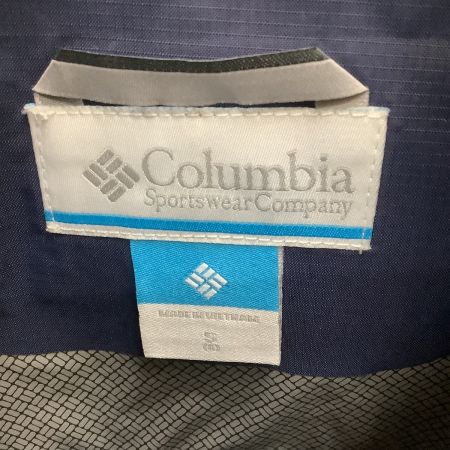 Columbia
Sportswear Company
MADE IN VIETNAM
S